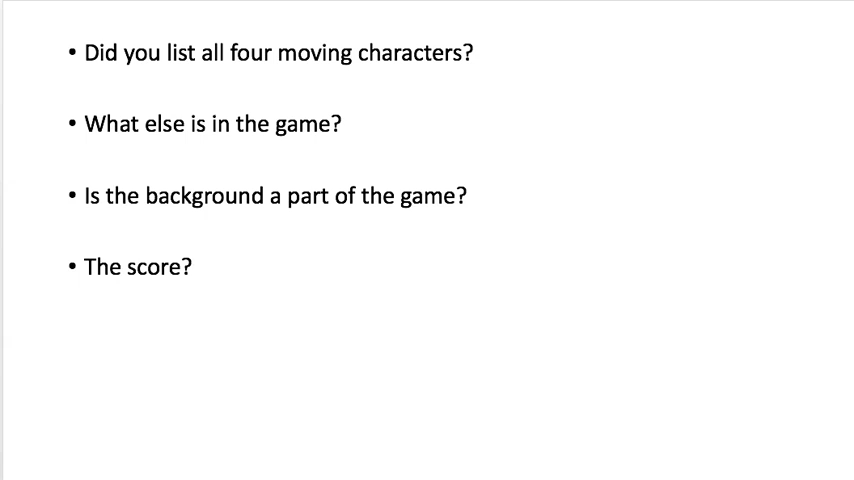 • Did you list all four moving characters?
• What else is in the game?
• Is the background a part of the game?
• The score?